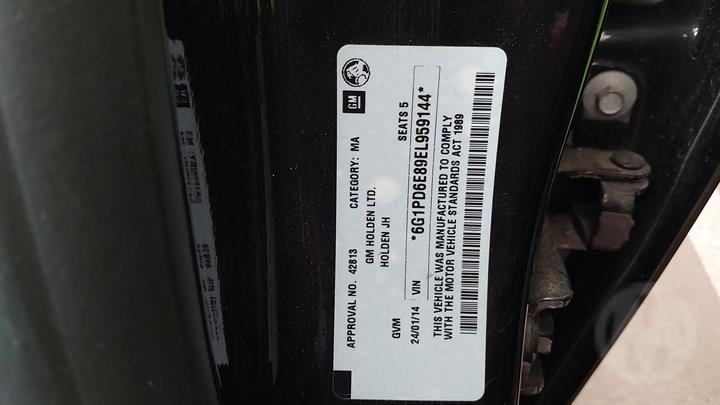 GM
APPROVAL NO. 42813 CATEGORY: MA
GM HOLDEN LTD.
HOLDEN JH
GVM SEATS 5
24/01/14 VIN *6G1PD6E89EL959144*
THIS VEHICLE WAS MANUFACTURED TO COMPLY
WITH THE MOTOR VEHICLE STANDARDS ACT 1989